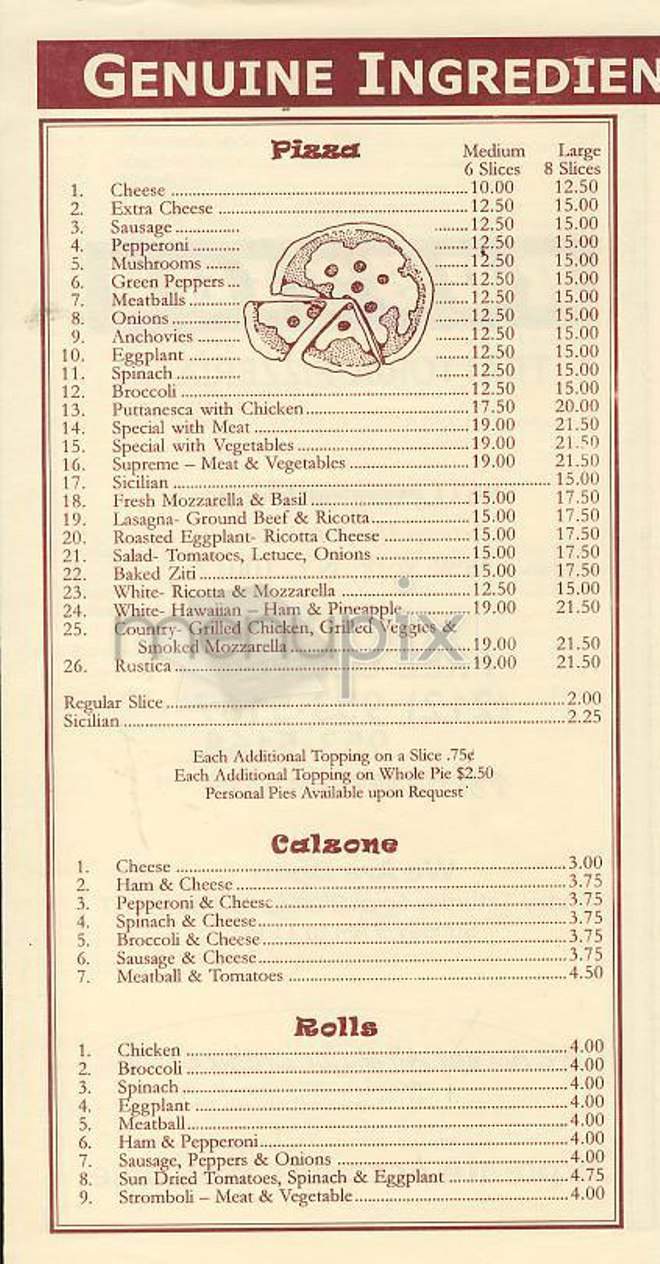 GENUINE INGREDIEN
Pizza Medium Large
6 Slices 8 Slices
1. Cheese 10.00 12.50
2. Extra Cheese 12.50 15.00
3. Sausage 12.50 15.00
4. Pepperoni 12.50 15.00
5. Mushrooms 12.50 15.00
6. Green Peppers 12.50 15.00
7. Meatballs 12.50 15.00
8. Onions 12.50 15.00
9. Anchovies 12.50 15.00
10. Eggplant 12.50 15.00
11. Spinach 12.50 15.00
12. Broccoli 12.50 15.00
13. Puttanesca with Chicken 17.50 20.00
14. Special with Meat 19.00 21.50
15. Special with Vegetables 19.00 21.50
16. Supreme – Meat & Vegetables 19.00 21.50
17. Sicilian 15.00
18. Fresh Mozzarella & Basil 15.00 17.50
19. Lasagna- Ground Beef & Ricotta 15.00 17.50
20. Roasted Eggplant- Ricotta Cheese 15.00 17.50
21. Salad- Tomatoes, Letuce, Onions 15.00 17.50
22. Baked Ziti 15.00 17.50
23. White- Ricotta & Mozzarella 12.50 15.00
24. White- Hawaiian – Ham & Pineapple 19.00 21.50
25. Country- Grilled Chicken, Grilled Veggies &
Smoked Mozzarella 19.00 21.50
menupix
26. Rustica 19.00 21.50
Regular Slice 2.00
Sicilian 2.25
Each Additional Topping on a Slice .75¢
Each Additional Topping on Whole Pie $2.50
Personal Pies Available upon Request
Calzone
1. Cheese 3.00
2. Ham & Cheese 3.75
3. Pepperoni & Cheese 3.75
4. Spinach & Cheese 3.75
5. Broccoli & Cheese 3.75
6. Sausage & Cheese 3.75
7. Meatball & Tomatoes 4.50
Rolls
1. Chicken 4.00
2. Broccoli 4.00
3. Spinach 4.00
4. Eggplant 4.00
5. Meatball 4.00
6. Ham & Pepperoni 4.00
7. Sausage, Peppers & Onions 4.00
8. Sun Dried Tomatoes, Spinach & Eggplant 4.75
9. Stromboli – Meat & Vegetable 4.00